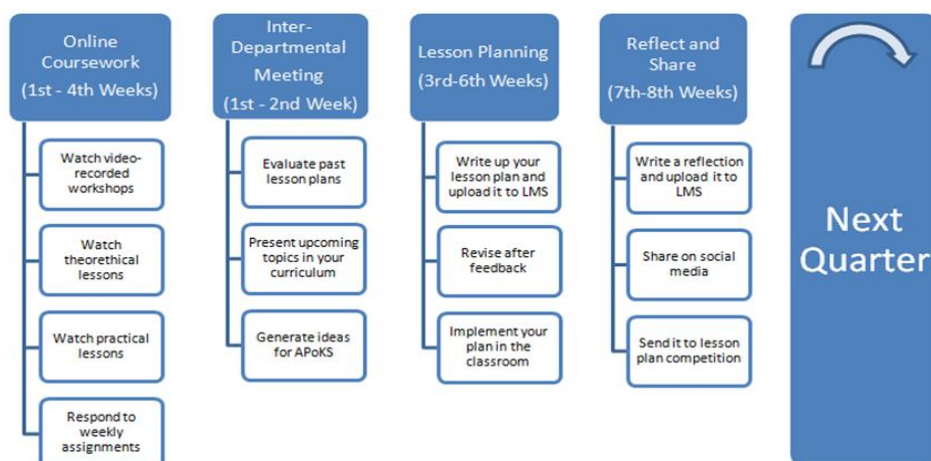 Online
Coursework
(1st - 4th Weeks)
Watch video-
recorded
workshops
Watch
theorethical
lessons
Watch practical
lessons
Respond to
weekly
assignments
Inter-
Departmental
Meeting
(1st - 2nd Week)
Evaluate past
lesson plans
Present upcoming
topics in your
curriculum
Generate ideas
for APoKS
Lesson Planning
(3rd-6th Weeks)
Write up your
lesson plan and
upload it to LMS
Revise after
feedback
Implement your
plan in the
classroom
Reflect and
Share
(7th-8th Weeks)
Write a reflection
and upload it to
LMS
Share on social
media
Send it to lesson
plan competition
Next
Quarter